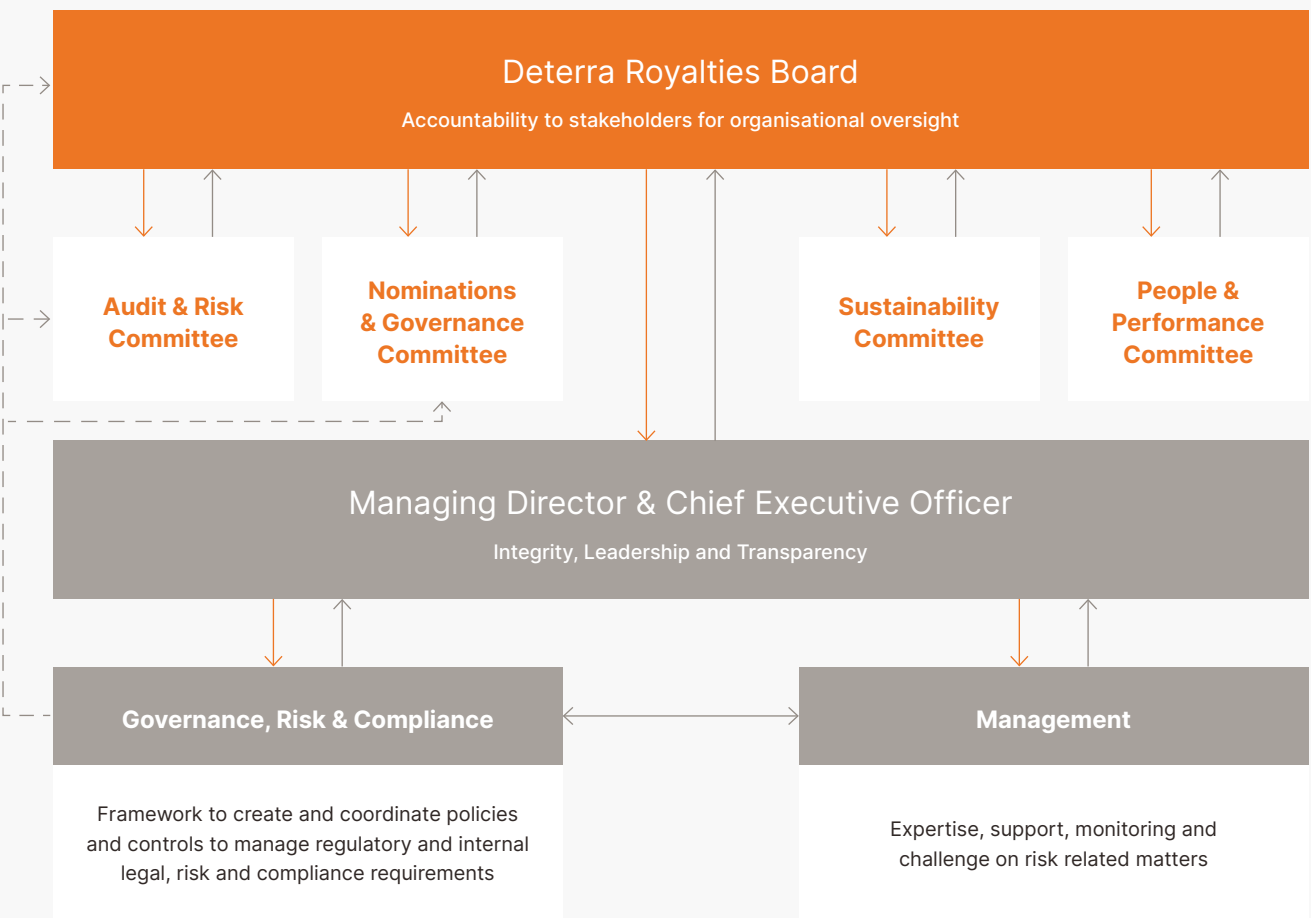 Deterra Royalties Board
Accountability to stakeholders for organisational oversight
Audit & Risk
Committee
Nominations
& Governance
Committee
Sustainability
Committee
People &
Performance
Committee
Managing Director & Chief Executive Officer
Integrity, Leadership and Transparency
Governance, Risk & Compliance
Framework to create and coordinate policies
and controls to manage regulatory and internal
legal, risk and compliance requirements
Management
Expertise, support, monitoring and
challenge on risk related matters